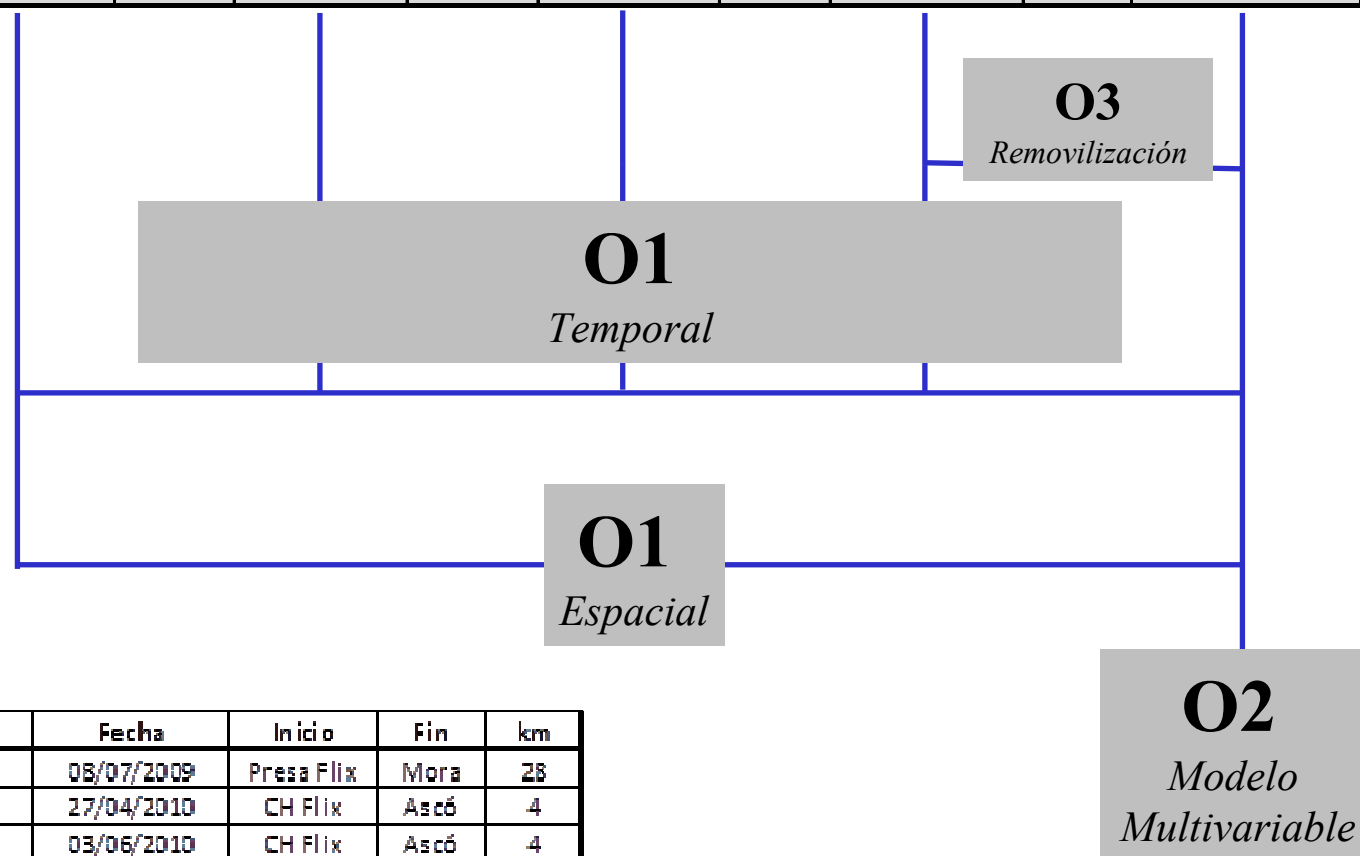 O3
Removilización
O1
Temporal
O1
Espacial
O2
Modelo
Multivariable
Fecha Inicio Fin km
08/07/2009 Presa Flix Mora 28
27/04/2010 CH Flix Ascó 4
03/06/2010 CH Flix Ascó 4